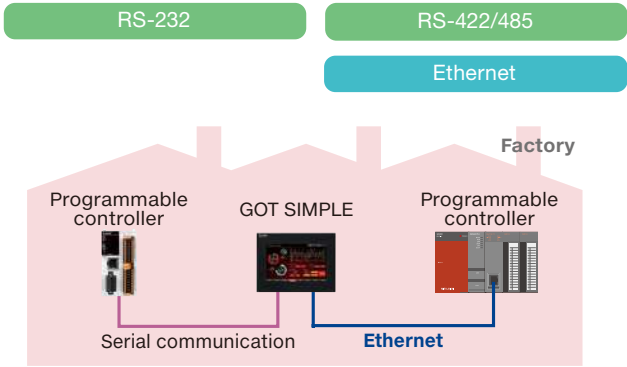 RS-232
RS-422/485
Ethernet
Factory
Programmable
controller
GOT SIMPLE
Programmable
controller
Serial communication
Ethernet